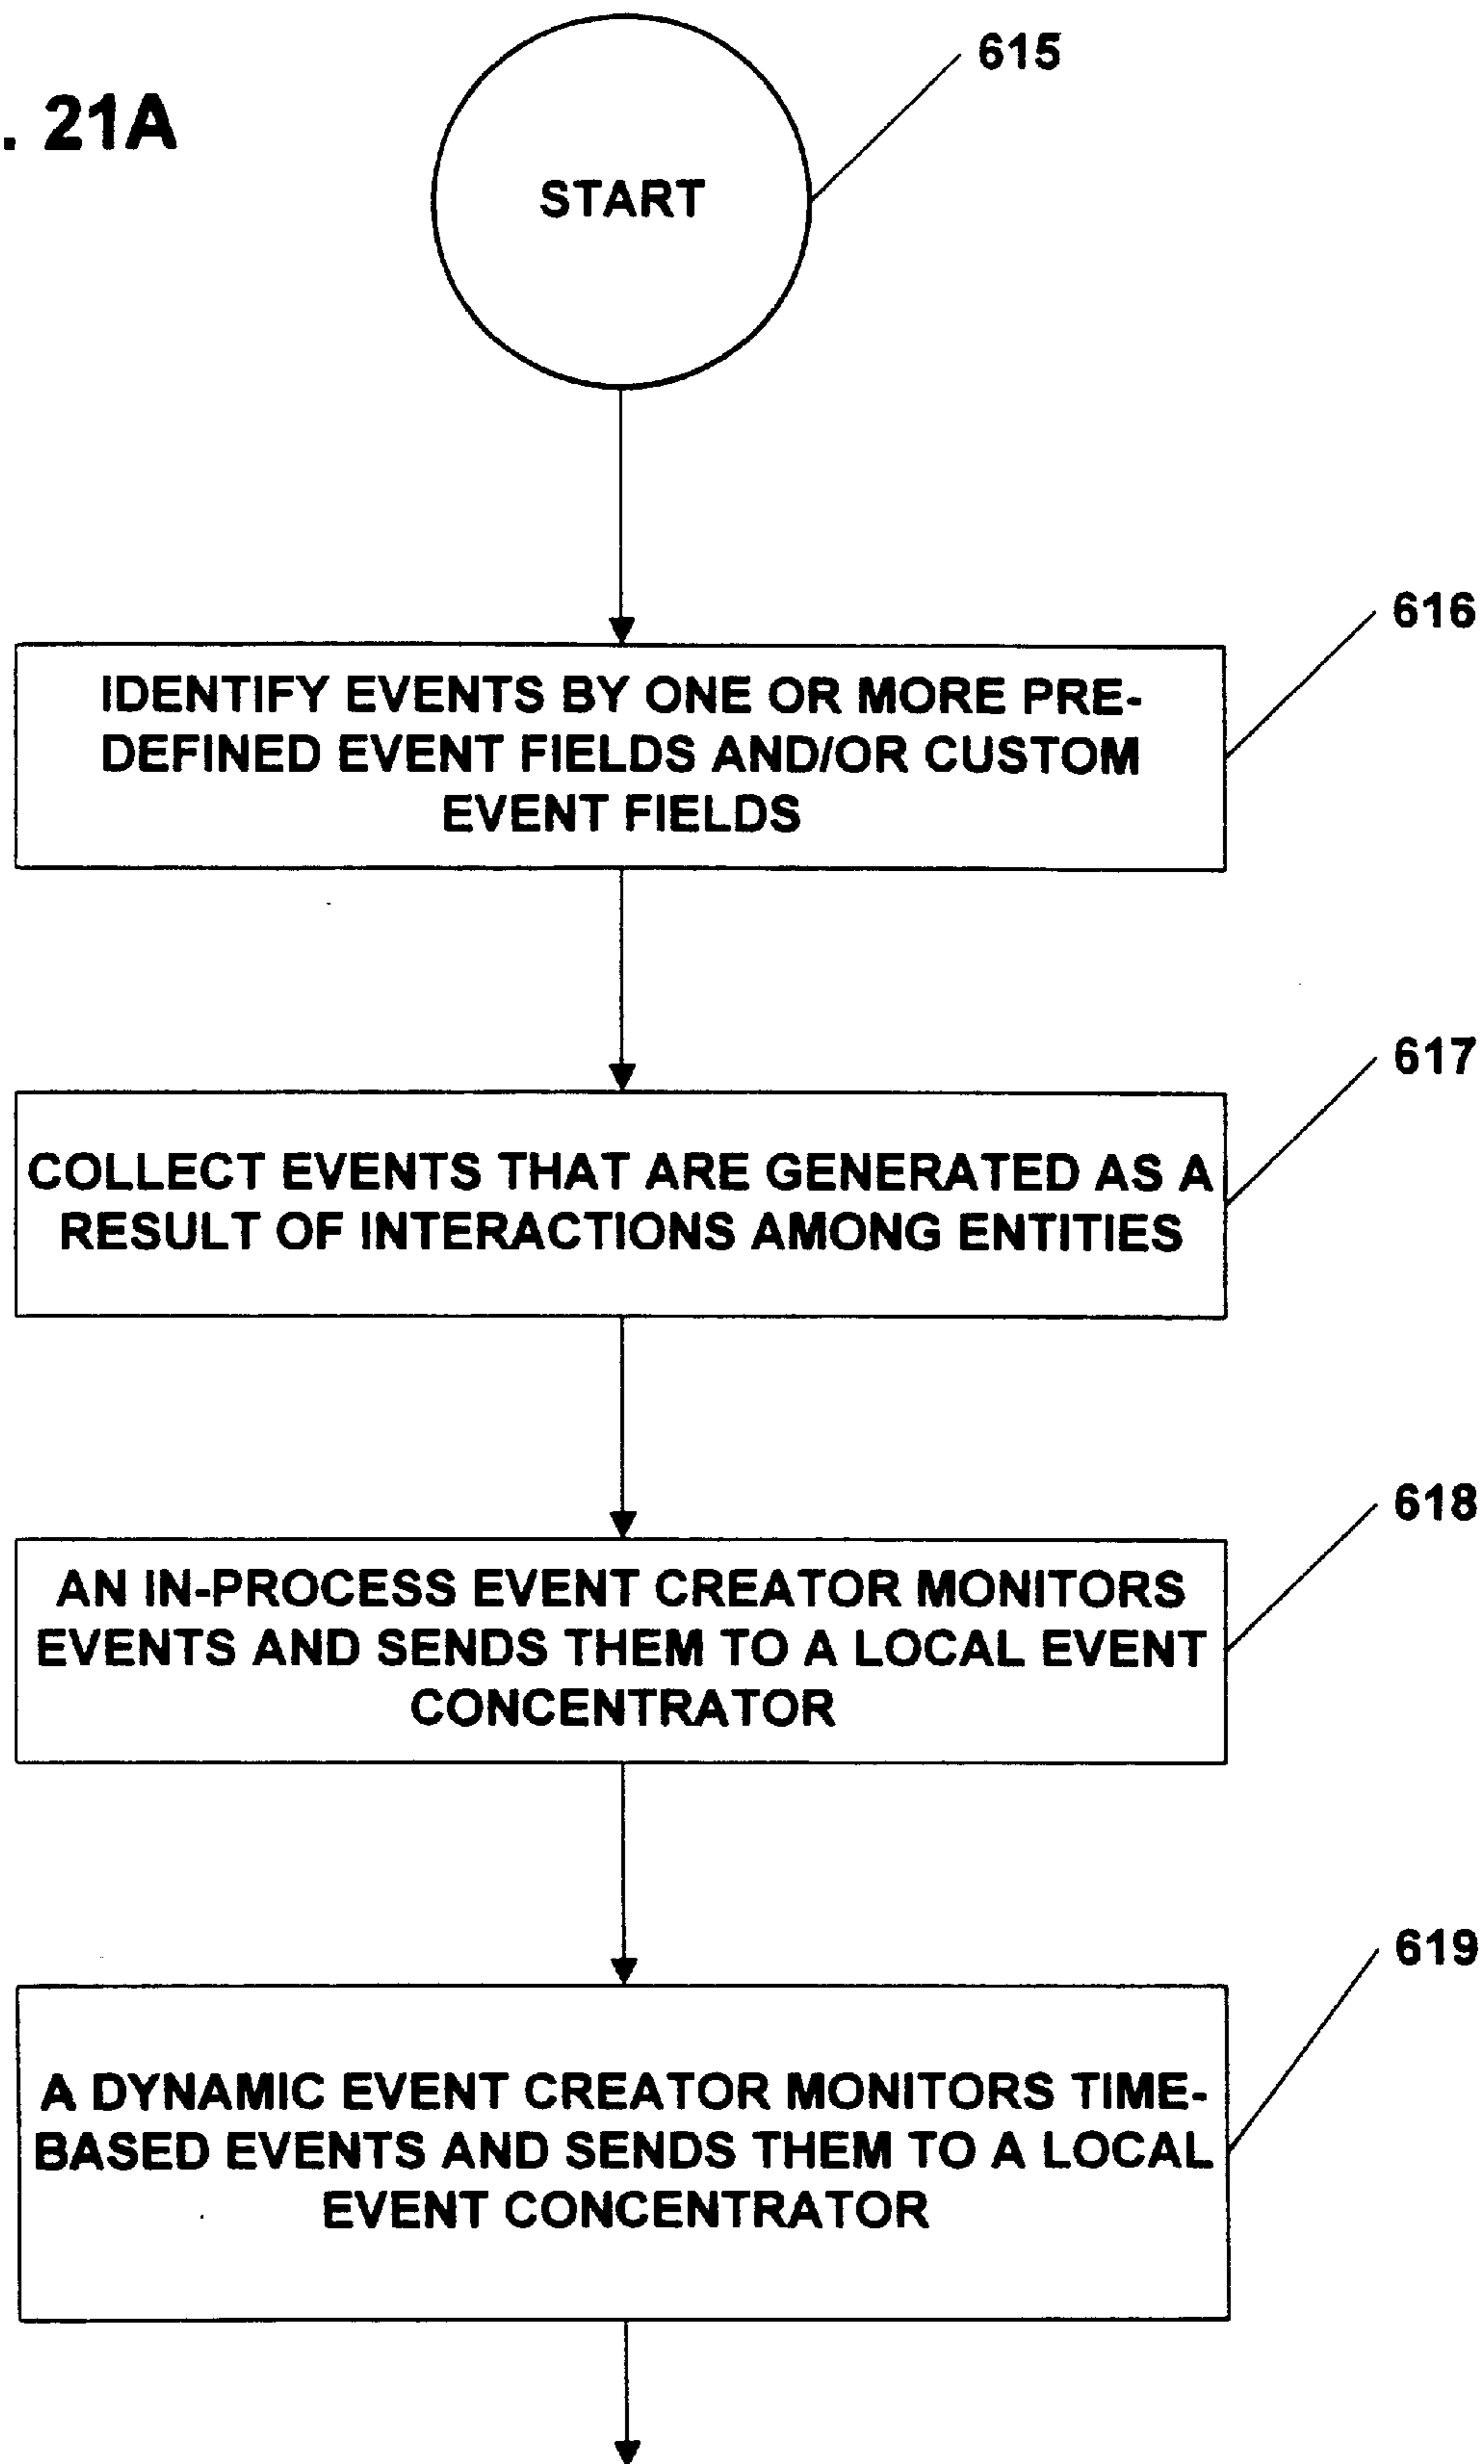 . 21A
615
START
616
IDENTIFY EVENTS BY ONE OR MORE PRE-
DEFINED EVENT FIELDS AND/OR CUSTOM
EVENT FIELDS
617
COLLECT EVENTS THAT ARE GENERATED AS A
RESULT OF INTERACTIONS AMONG ENTITIES
618
AN IN-PROCESS EVENT CREATOR MONITORS
EVENTS AND SENDS THEM TO A LOCAL EVENT
CONCENTRATOR
619
A DYNAMIC EVENT CREATOR MONITORS TIME-
BASED EVENTS AND SENDS THEM TO A LOCAL
EVENT CONCENTRATOR